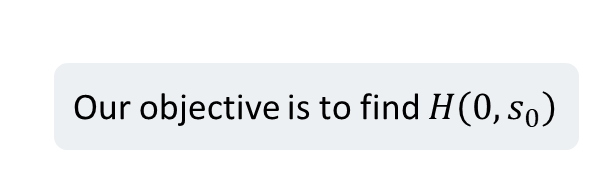 Our objective is to find H(0, s₀)